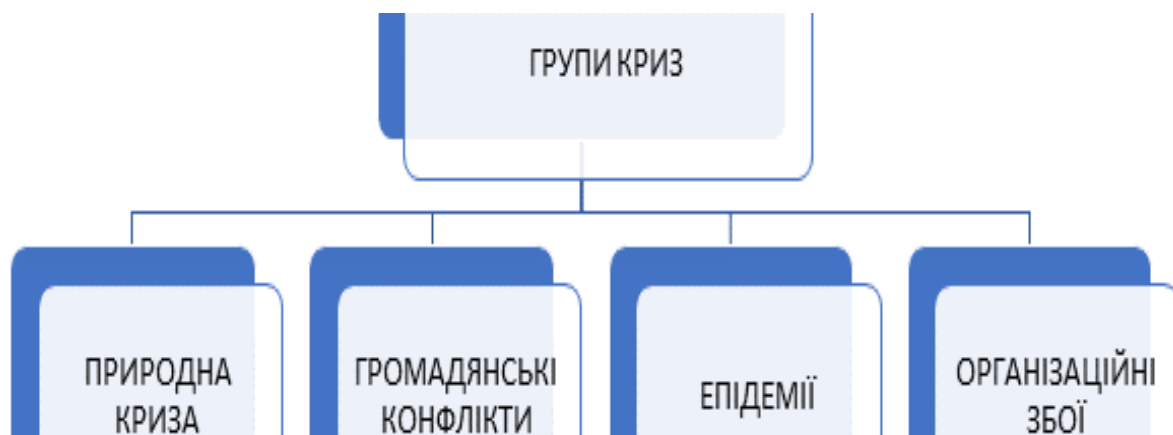 ГРУПИ КРИЗ
ПРИРОДНА
КРИЗА
ГРОМАДЯНСЬКІ
КОНФЛІКТИ
ЕПІДЕМІЇ
ОРГАНІЗАЦІЙНІ
ЗБОЇ